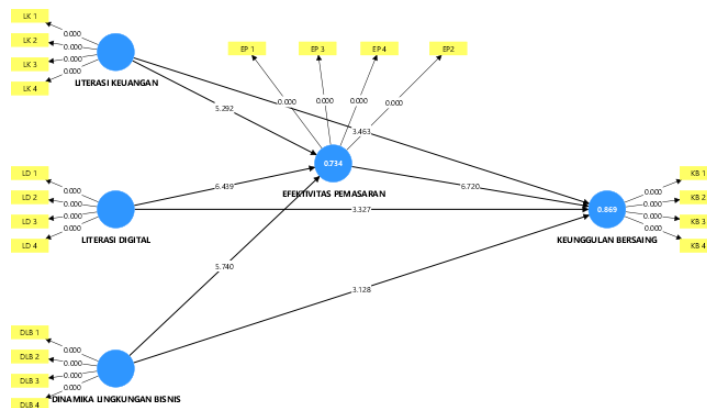 LK 1
LK 2
LK 3
LK 4
0.000
0.000
0.000
0.000
LITERASI KEUANGAN
EP 1
EP 3
EP 4
EP2
0.000
0.000
0.000
0.000
5.292
3.463
0.734
EFEKTIVITAS PEMASARAN
LD 1
LD 2
LD 3
LD 4
0.000
0.000
0.000
0.000
LITERASI DIGITAL
6.439
6.720
3.327
0.869
KEUNGGULAN BERSAING
KB 1
KB 2
KB 3
KB 4
0.000
0.000
0.000
0.000
5.740
3.128
DLB 1
DLB 2
DLB 3
DLB 4
0.000
0.000
0.000
0.000
DINAMIKA LINGKUNGAN BISNIS